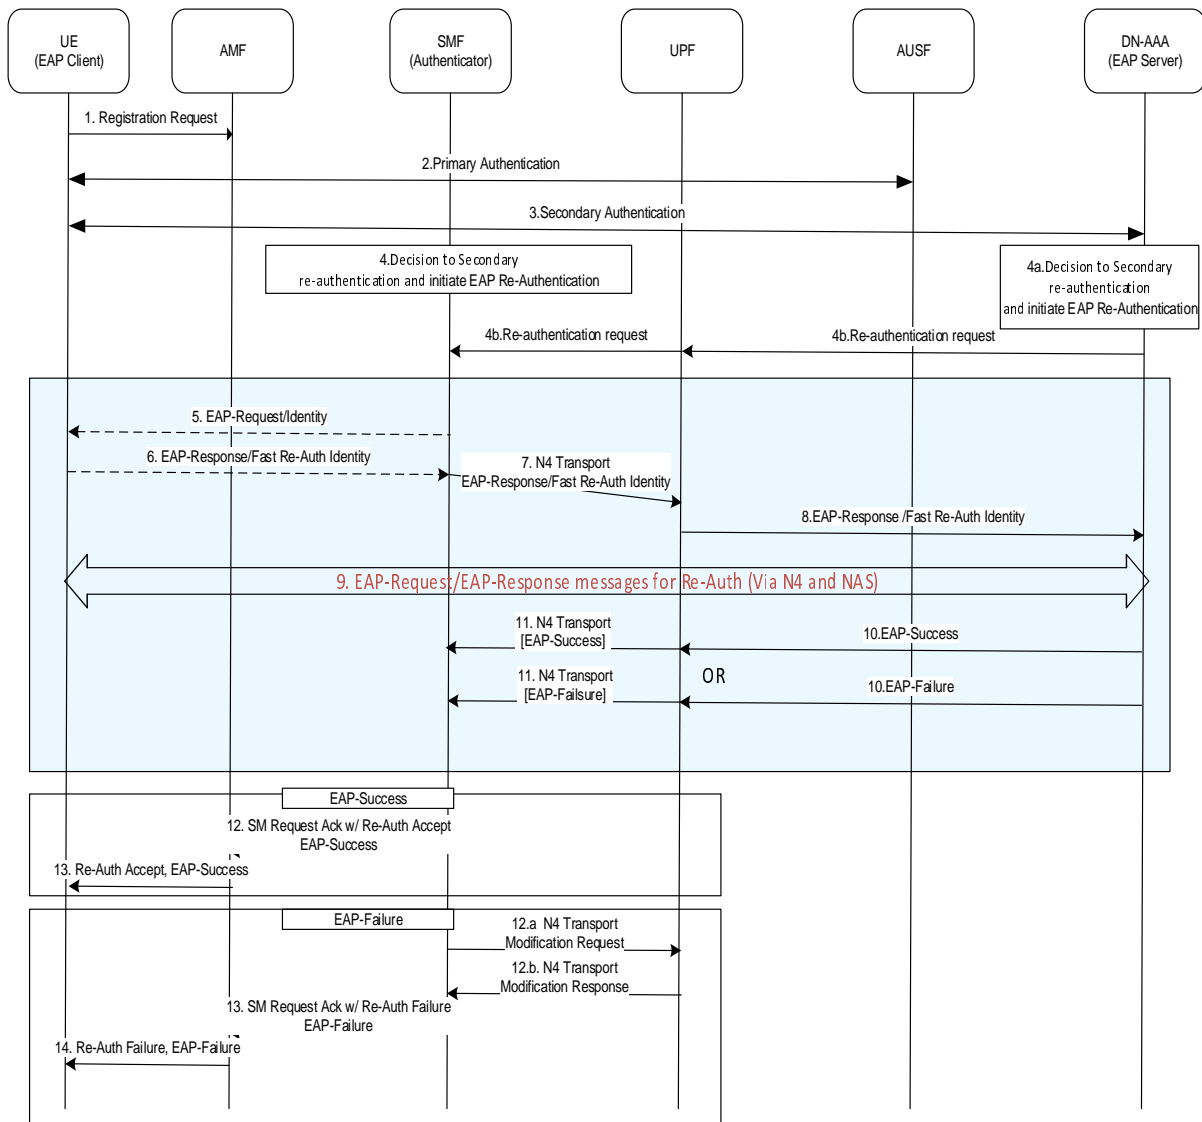 UE
(EAP Client)
AMF
SMF
(Authenticator)
UPF
AUSF
DN-AAA
(EAP Server)
1. Registration Request
2.Primary Authentication
3.Secondary Authentication
4.Decision to Secondary
re-authentication and initiate EAP Re-Authentication
4a.Decision to Secondary
re-authentication
and initiate EAP Re-Authentication
4b.Re-authentication request
4b.Re-authentication request
5. EAP-Request/Identity
6. EAP-Response/Fast Re-Auth Identity
7. N4 Transport
EAP-Response/Fast Re-Auth Identity
8.EAP-Response /Fast Re-Auth Identity
9. EAP-Request/EAP-Response messages for Re-Auth (Via N4 and NAS)
11. N4 Transport
[EAP-Success]
10.EAP-Success
OR
11. N4 Transport
[EAP-Failsure]
10.EAP-Failure
EAP-Success
12. SM Request Ack w/ Re-Auth Accept
EAP-Success
13. Re-Auth Accept, EAP-Success
EAP-Failure
12.a N4 Transport
Modification Request
12.b. N4 Transport
Modification Response
13. SM Request Ack w/ Re-Auth Failure
EAP-Failure
14. Re-Auth Failure, EAP-Failure